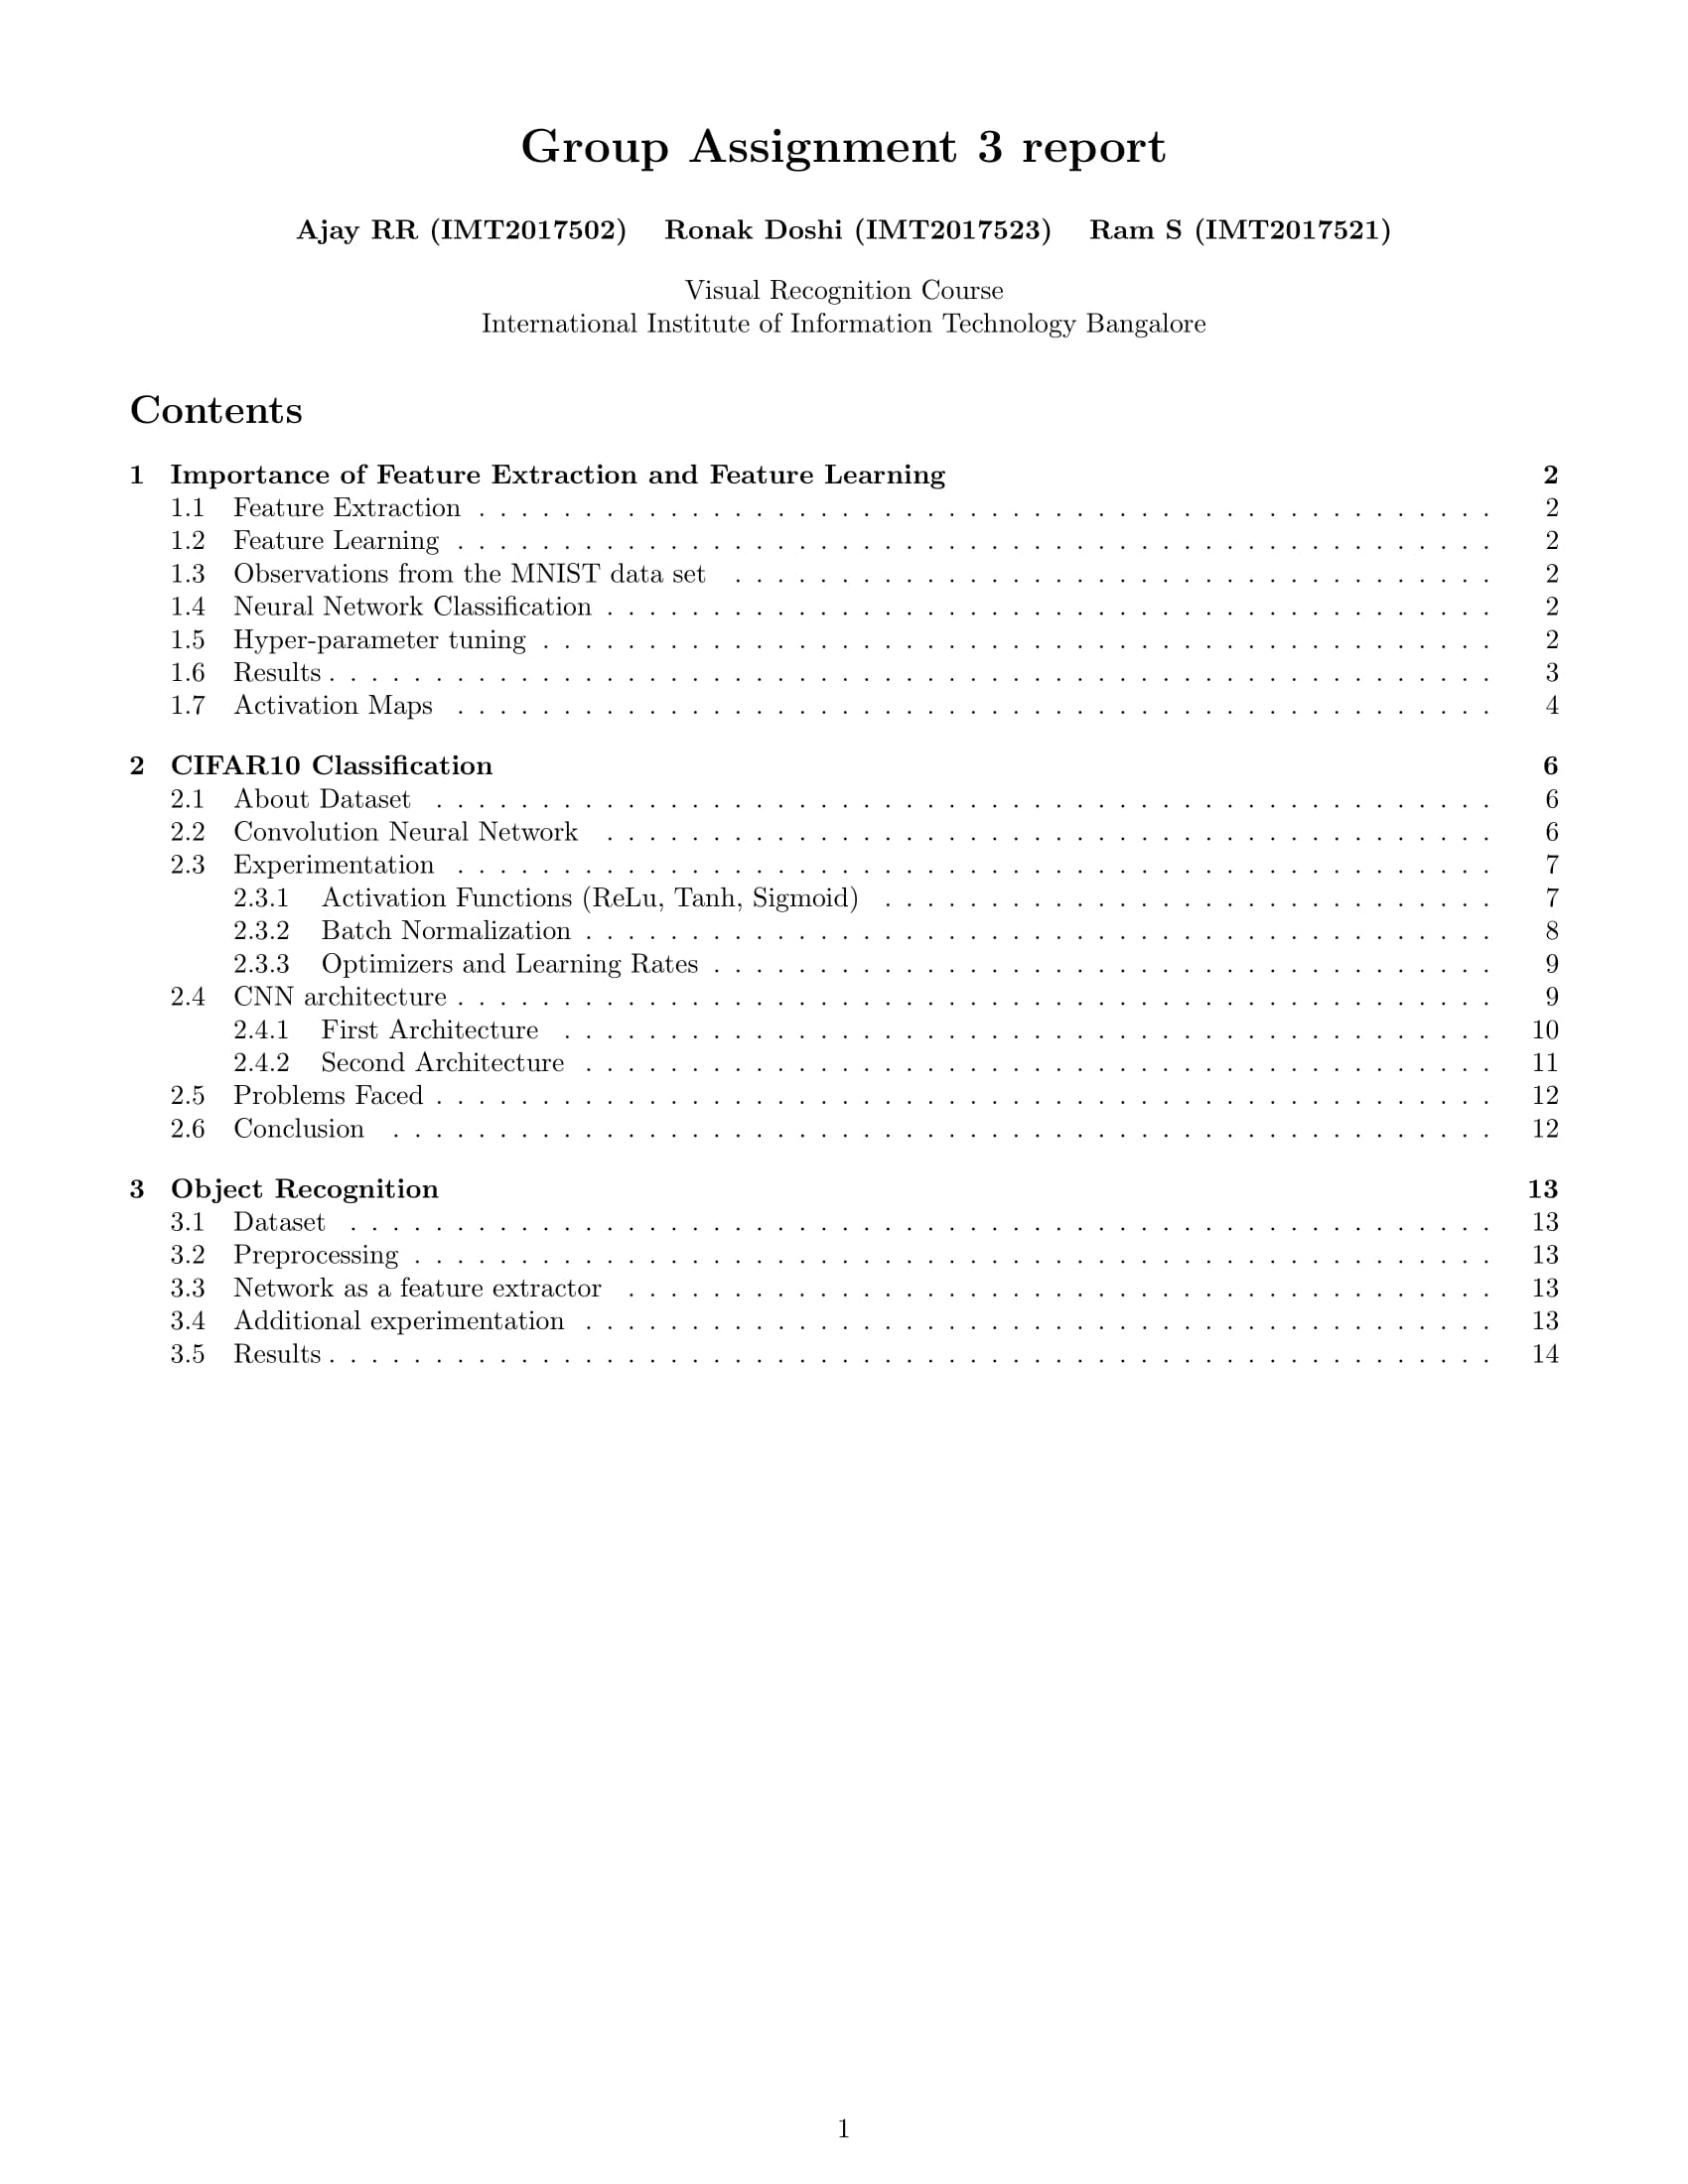 Group Assignment 3 report
Ajay RR (IMT2017502) Ronak Doshi (IMT2017523) Ram S (IMT2017521)
Visual Recognition Course
International Institute of Information Technology Bangalore
Contents
1 Importance of Feature Extraction and Feature Learning 2
1.1 Feature Extraction . . . . . . . . . . . . . . . . . . . . . . . . . . . . . . . . . . . . . . . . . . . . . . . . 2
1.2 Feature Learning . . . . . . . . . . . . . . . . . . . . . . . . . . . . . . . . . . . . . . . . . . . . . . . . . 2
1.3 Observations from the MNIST data set . . . . . . . . . . . . . . . . . . . . . . . . . . . . . . . . . . . . 2
1.4 Neural Network Classification . . . . . . . . . . . . . . . . . . . . . . . . . . . . . . . . . . . . . . . . . . 2
1.5 Hyper-parameter tuning . . . . . . . . . . . . . . . . . . . . . . . . . . . . . . . . . . . . . . . . . . . . . 2
1.6 Results . . . . . . . . . . . . . . . . . . . . . . . . . . . . . . . . . . . . . . . . . . . . . . . . . . . . . . . 3
1.7 Activation Maps . . . . . . . . . . . . . . . . . . . . . . . . . . . . . . . . . . . . . . . . . . . . . . . . . 4
2 CIFAR10 Classification 6
2.1 About Dataset . . . . . . . . . . . . . . . . . . . . . . . . . . . . . . . . . . . . . . . . . . . . . . . . . . 6
2.2 Convolution Neural Network . . . . . . . . . . . . . . . . . . . . . . . . . . . . . . . . . . . . . . . . . . 6
2.3 Experimentation . . . . . . . . . . . . . . . . . . . . . . . . . . . . . . . . . . . . . . . . . . . . . . . . . 7
2.3.1 Activation Functions (ReLu, Tanh, Sigmoid) . . . . . . . . . . . . . . . . . . . . . . . . . . . . . 7
2.3.2 Batch Normalization . . . . . . . . . . . . . . . . . . . . . . . . . . . . . . . . . . . . . . . . . . . 8
2.3.3 Optimizers and Learning Rates . . . . . . . . . . . . . . . . . . . . . . . . . . . . . . . . . . . . . 9
2.4 CNN architecture . . . . . . . . . . . . . . . . . . . . . . . . . . . . . . . . . . . . . . . . . . . . . . . . . 9
2.4.1 First Architecture . . . . . . . . . . . . . . . . . . . . . . . . . . . . . . . . . . . . . . . . . . . . 10
2.4.2 Second Architecture . . . . . . . . . . . . . . . . . . . . . . . . . . . . . . . . . . . . . . . . . . . 11
2.5 Problems Faced . . . . . . . . . . . . . . . . . . . . . . . . . . . . . . . . . . . . . . . . . . . . . . . . . . 12
2.6 Conclusion . . . . . . . . . . . . . . . . . . . . . . . . . . . . . . . . . . . . . . . . . . . . . . . . . . . . 12
3 Object Recognition 13
3.1 Dataset . . . . . . . . . . . . . . . . . . . . . . . . . . . . . . . . . . . . . . . . . . . . . . . . . . . . . . 13
3.2 Preprocessing . . . . . . . . . . . . . . . . . . . . . . . . . . . . . . . . . . . . . . . . . . . . . . . . . . . 13
3.3 Network as a feature extractor . . . . . . . . . . . . . . . . . . . . . . . . . . . . . . . . . . . . . . . . . 13
3.4 Additional experimentation . . . . . . . . . . . . . . . . . . . . . . . . . . . . . . . . . . . . . . . . . . . 13
3.5 Results . . . . . . . . . . . . . . . . . . . . . . . . . . . . . . . . . . . . . . . . . . . . . . . . . . . . . . . 14
1